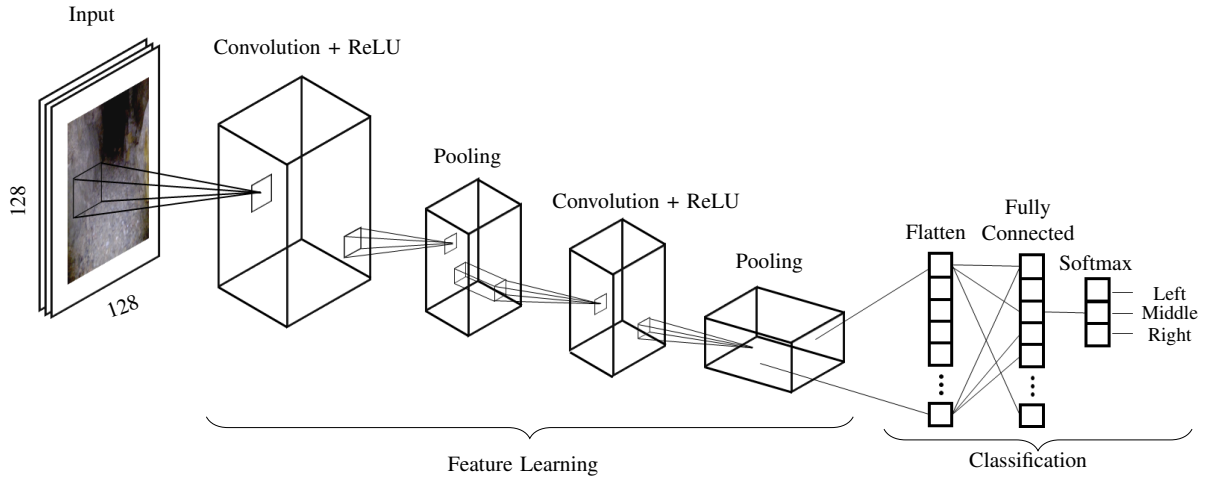 Input
Convolution + ReLU
Pooling
Convolution + ReLU
Pooling
Flatten
Fully
Connected
Softmax
Left
Middle
Right
128
128
Feature Learning
Classification